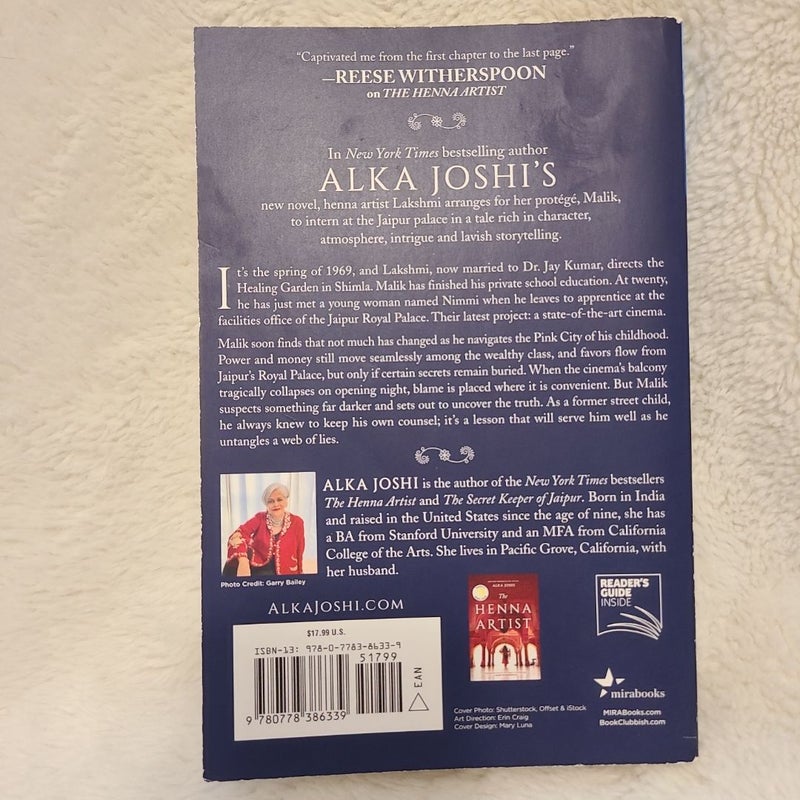 “Captivated me from the first chapter to the last page.”
—REESE WITHERSPOON
on THE HENNA ARTIST
In New York Times bestselling author
ALKA JOSHI’S
new novel, henna artist Lakshmi arranges for her protégé, Malik,
to intern at the Jaipur palace in a tale rich in character,
atmosphere, intrigue and lavish storytelling.
It’s the spring of 1969, and Lakshmi, now married to Dr. Jay Kumar, directs the
Healing Garden in Shimla. Malik has finished his private school education. At twenty,
he has just met a young woman named Nimmi when he leaves to apprentice at the
facilities office of the Jaipur Royal Palace. Their latest project: a state-of-the-art cinema.
Malik soon finds that not much has changed as he navigates the Pink City of his childhood.
Power and money still move seamlessly among the wealthy class, and favors flow from
Jaipur’s Royal Palace, but only if certain secrets remain buried. When the cinema’s balcony
tragically collapses on opening night, blame is placed where it is convenient. But Malik
suspects something far darker and sets out to uncover the truth. As a former street child,
he always knew to keep his own counsel; it’s a lesson that will serve him well as he
untangles a web of lies.
ALKA JOSHI is the author of the New York Times bestsellers
The Henna Artist and The Secret Keeper of Jaipur. Born in India
and raised in the United States since the age of nine, she has
a BA from Stanford University and an MFA from California
College of the Arts. She lives in Pacific Grove, California, with
her husband.
Photo Credit: Garry Bailey
ALKAJOSHI.COM
$17.99 U.S.
ISBN-13: 978-0-7783-8633-9
51799
EAN
9 780778 386339
ALKA JOSHI
The
HENNA
ARTIST
READER’S
GUIDE
INSIDE
Cover Photo: Shutterstock, Offset & iStock
Art Direction: Erin Craig
Cover Design: Mary Luna
mirabooks
MIRABooks.com
BookClubbish.com